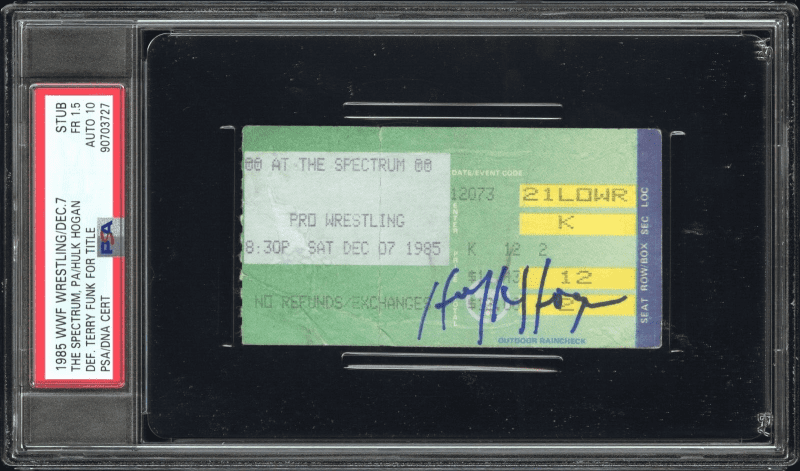 1985 WWF WRESTLING/DEC.7
THE SPECTRUM, PA/HULK HOGAN
DEF. TERRY FUNK FOR TITLE
PSA/DNA CERT
STUB
FR 1.5
AUTO 10
90703727
PSA
00 AT THE SPECTRUM 00
PRO WRESTLING
8:30P SAT DEC 07 1985
NO REFUNDS/EXCHANGES
DATE/EVENT CODE
12073
K 12 2
21LOWR
K
12
2
SEAT ROW/BOX SEC LOC
Hulk Hogan
OUTDOOR RAINCHECK